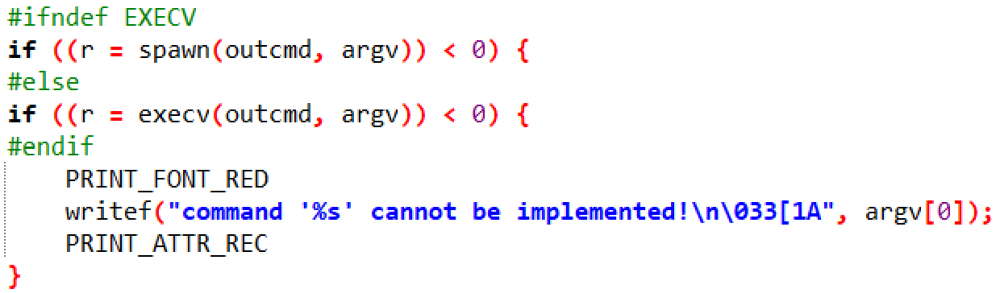 #ifndef EXECV
if ((r = spawn(outcmd, argv)) < 0) {
#else
if ((r = execv(outcmd, argv)) < 0) {
#endif
    PRINT_FONT_RED
    writef("command '%s' cannot be implemented!\n\033[1A", argv[0]);
    PRINT_ATTR_REC
}